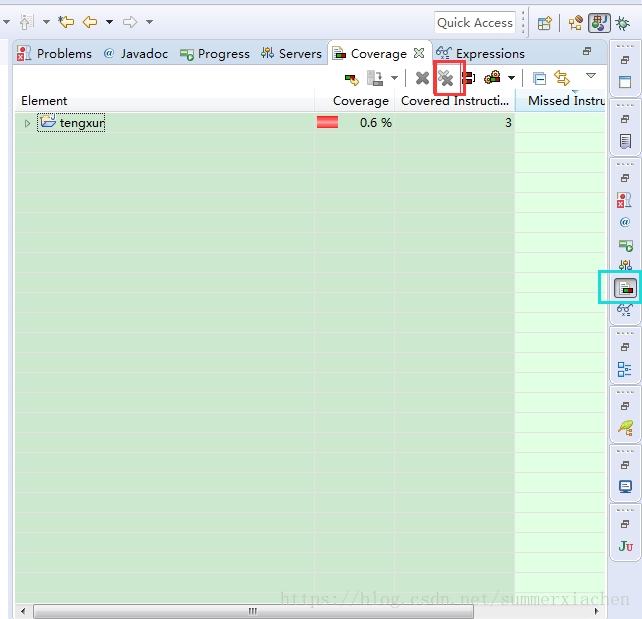 Quick Access
Problems @ Javadoc Progress Servers Coverage Expressions
Element Coverage Covered Instructi... Missed Instru
tengxun 0.6 % 3
@
Ju
https://blog.csdn.net/summerxiachen